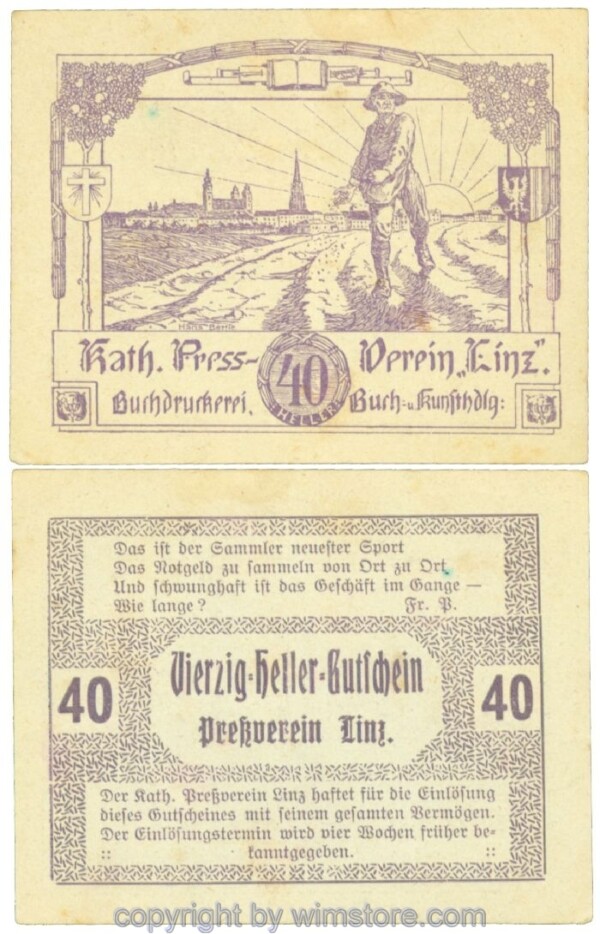 Hans Bertle
Kath. Press-Verein „Linz“.
40
HELLER
Buchdruckerei. Buch- u. Kunsthdlg:
Das ist der Sammler neuester Sport
Das Notgeld zu sammeln von Ort zu Ort
Und schwunghaft ist das Geschäft im Gange —
Wie lange? Fr. P.
Vierzig-Heller-Gutschein
40 40
Preßverein Linz.
Der Kath. Preßverein Linz haftet für die Einlösung
dieses Gutscheines mit seinem gesamten Vermögen.
Der Einlösungstermin wird vier Wochen früher be-
:: kanntgegeben. ::
copyright by wimstore.com